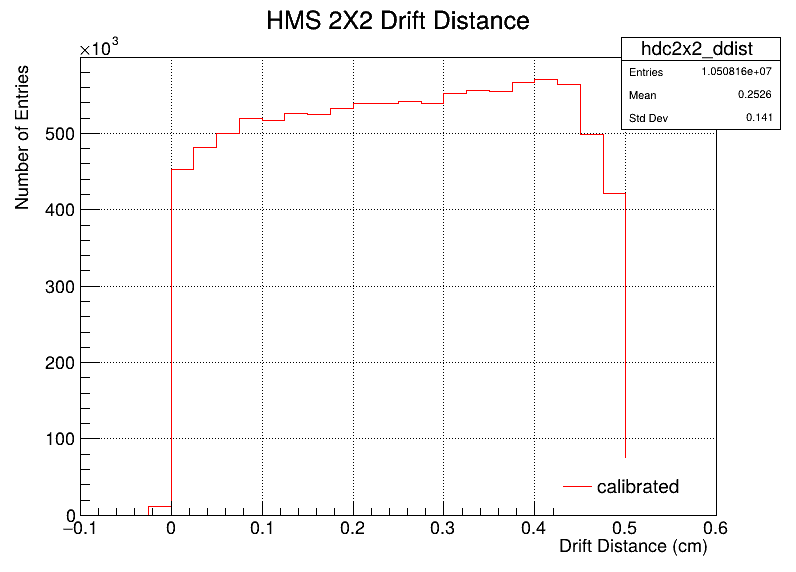 HMS 2X2 Drift Distance
×10³
hdc2x2_ddist
Entries 1.050816e+07
Mean 0.2526
Std Dev 0.141
Number of Entries
500
400
300
200
100
0
calibrated
−0.1 0 0.1 0.2 0.3 0.4 0.5 0.6
Drift Distance (cm)